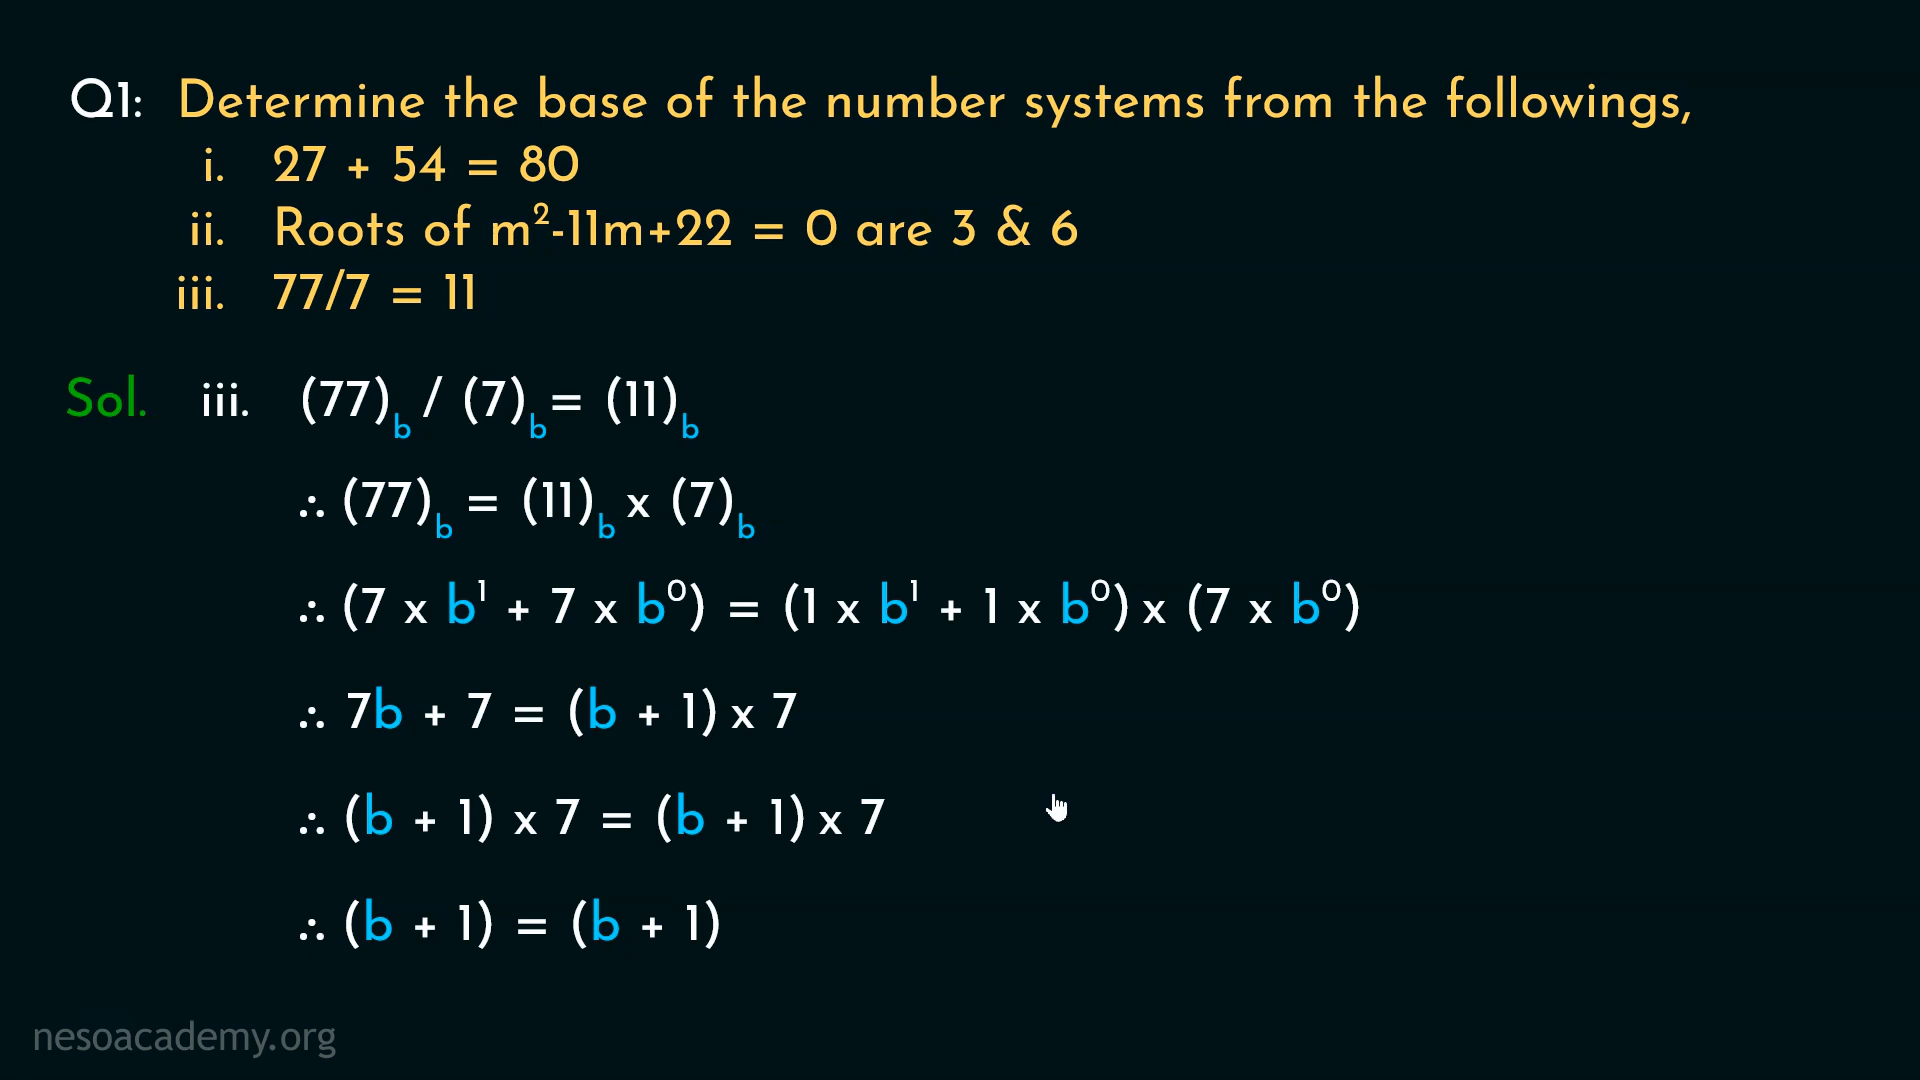 Q1: Determine the base of the number systems from the followings,
i. 27 + 54 = 80
ii. Roots of m²-11m+22 = 0 are 3 & 6
iii. 77/7 = 11
Sol. iii. (77)b / (7)b = (11)b
∴ (77)b = (11)b x (7)b
∴ (7 x b¹ + 7 x b⁰) = (1 x b¹ + 1 x b⁰) x (7 x b⁰)
∴ 7b + 7 = (b + 1) x 7
∴ (b + 1) x 7 = (b + 1) x 7
∴ (b + 1) = (b + 1)
nesoacademy.org